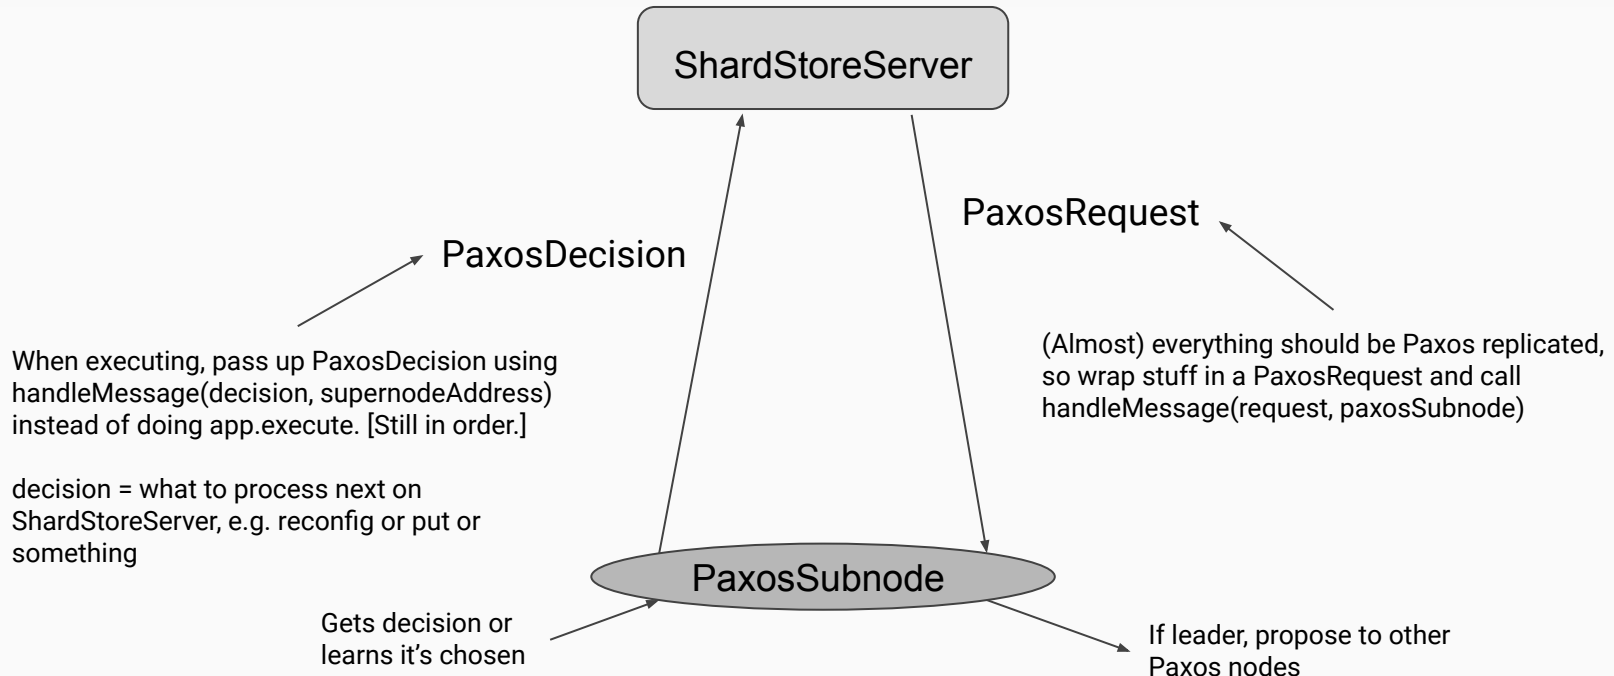 ShardStoreServer
PaxosRequest
PaxosDecision
(Almost) everything should be Paxos replicated,
so wrap stuff in a PaxosRequest and call
handleMessage(request, paxosSubnode)
When executing, pass up PaxosDecision using
handleMessage(decision, supernodeAddress)
instead of doing app.execute. [Still in order.]
decision = what to process next on
ShardStoreServer, e.g. reconfig or put or
something
PaxosSubnode
Gets decision or
learns it's chosen
If leader, propose to other
Paxos nodes